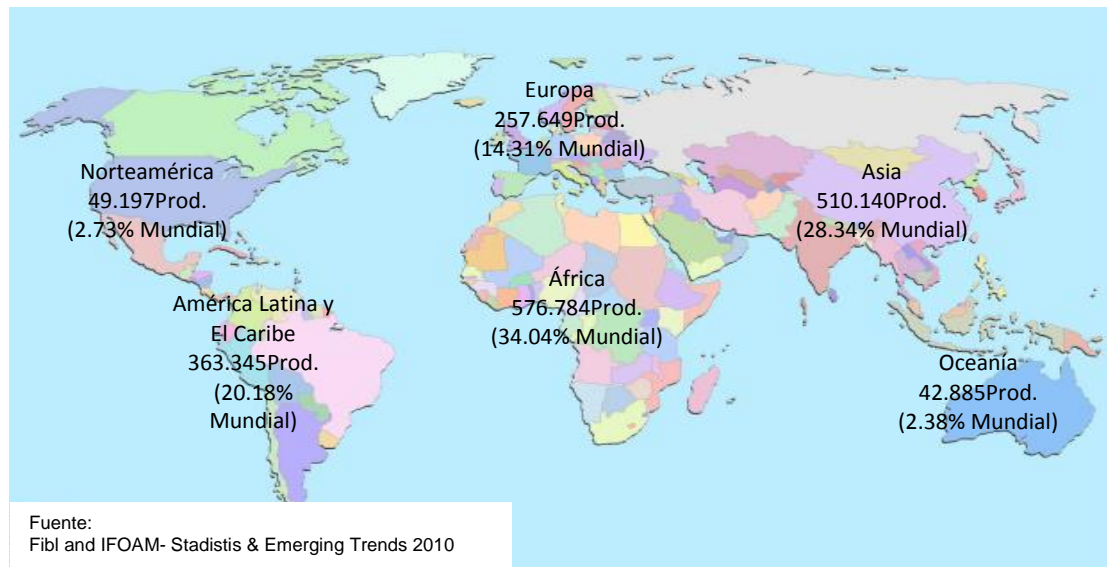 Europa
257.649Prod.
(14.31% Mundial)
Norteamérica
49.197Prod.
(2.73% Mundial)
Asia
510.140Prod.
(28.34% Mundial)
América Latina y
El Caribe
363.345Prod.
(20.18%
Mundial)
África
576.784Prod.
(34.04% Mundial)
Oceanía
42.885Prod.
(2.38% Mundial)
Fuente:
Fibl and IFOAM- Stadistis & Emerging Trends 2010